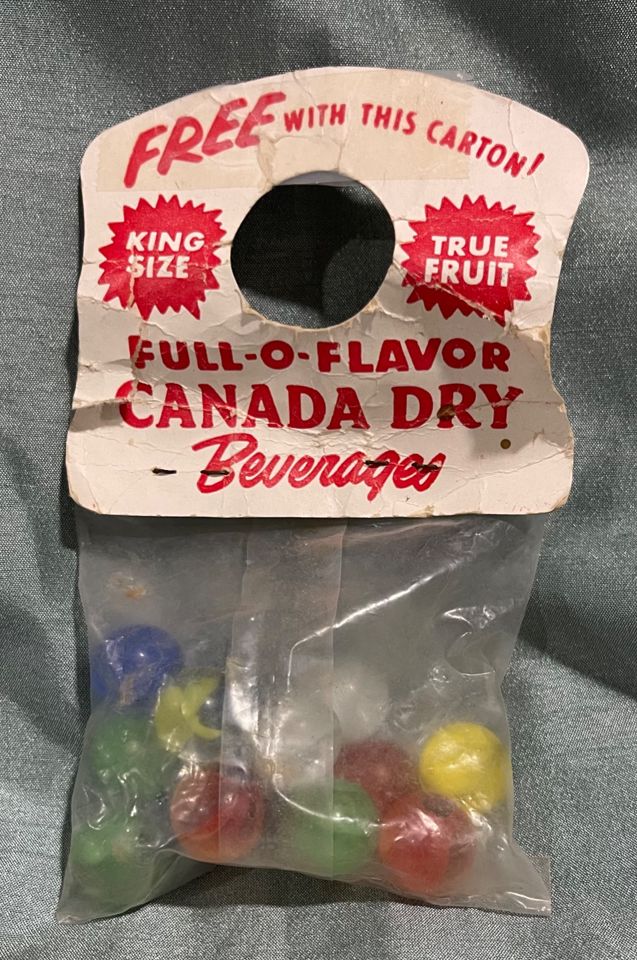 FREE WITH THIS CARTON!
KING
SIZE
TRUE
FRUIT
FULL-O-FLAVOR
CANADA DRY
Beverages